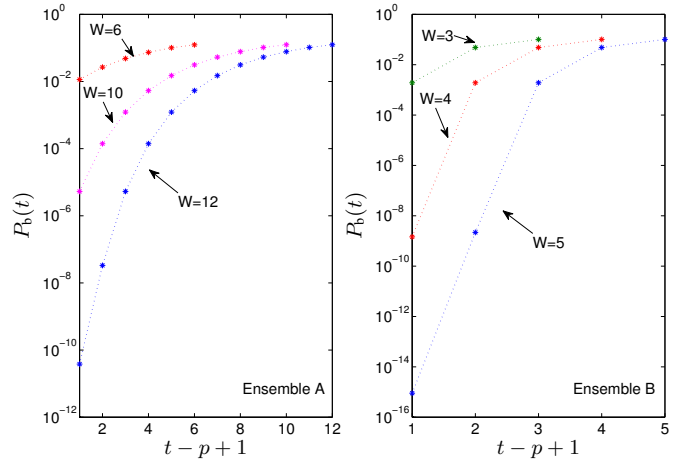 10^0
10^-2
10^-4
10^-6
10^-8
10^-10
10^-12
P_b(t)
W=6
W=10
W=12
Ensemble A
2 4 6 8 10 12
t − p + 1
10^0
10^-2
10^-4
10^-6
10^-8
10^-10
10^-12
10^-14
10^-16
P_b(t)
W=3
W=4
W=5
Ensemble B
1 2 3 4 5
t − p + 1